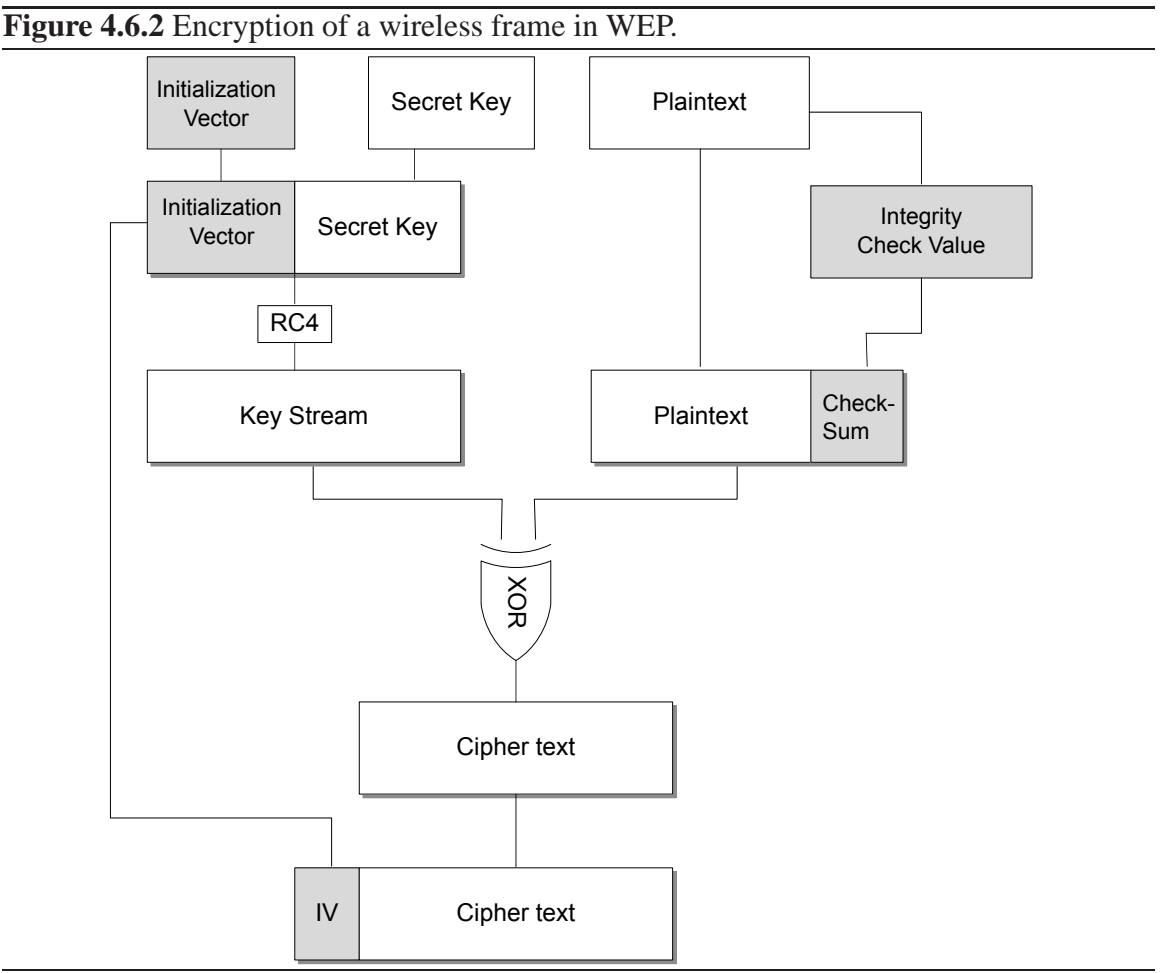 Figure 4.6.2 Encryption of a wireless frame in WEP.
Initialization
Vector
Secret Key
Plaintext
Initialization
Vector
Secret Key
Integrity
Check Value
RC4
Key Stream
Plaintext
Check-
Sum
XOR
Cipher text
IV
Cipher text